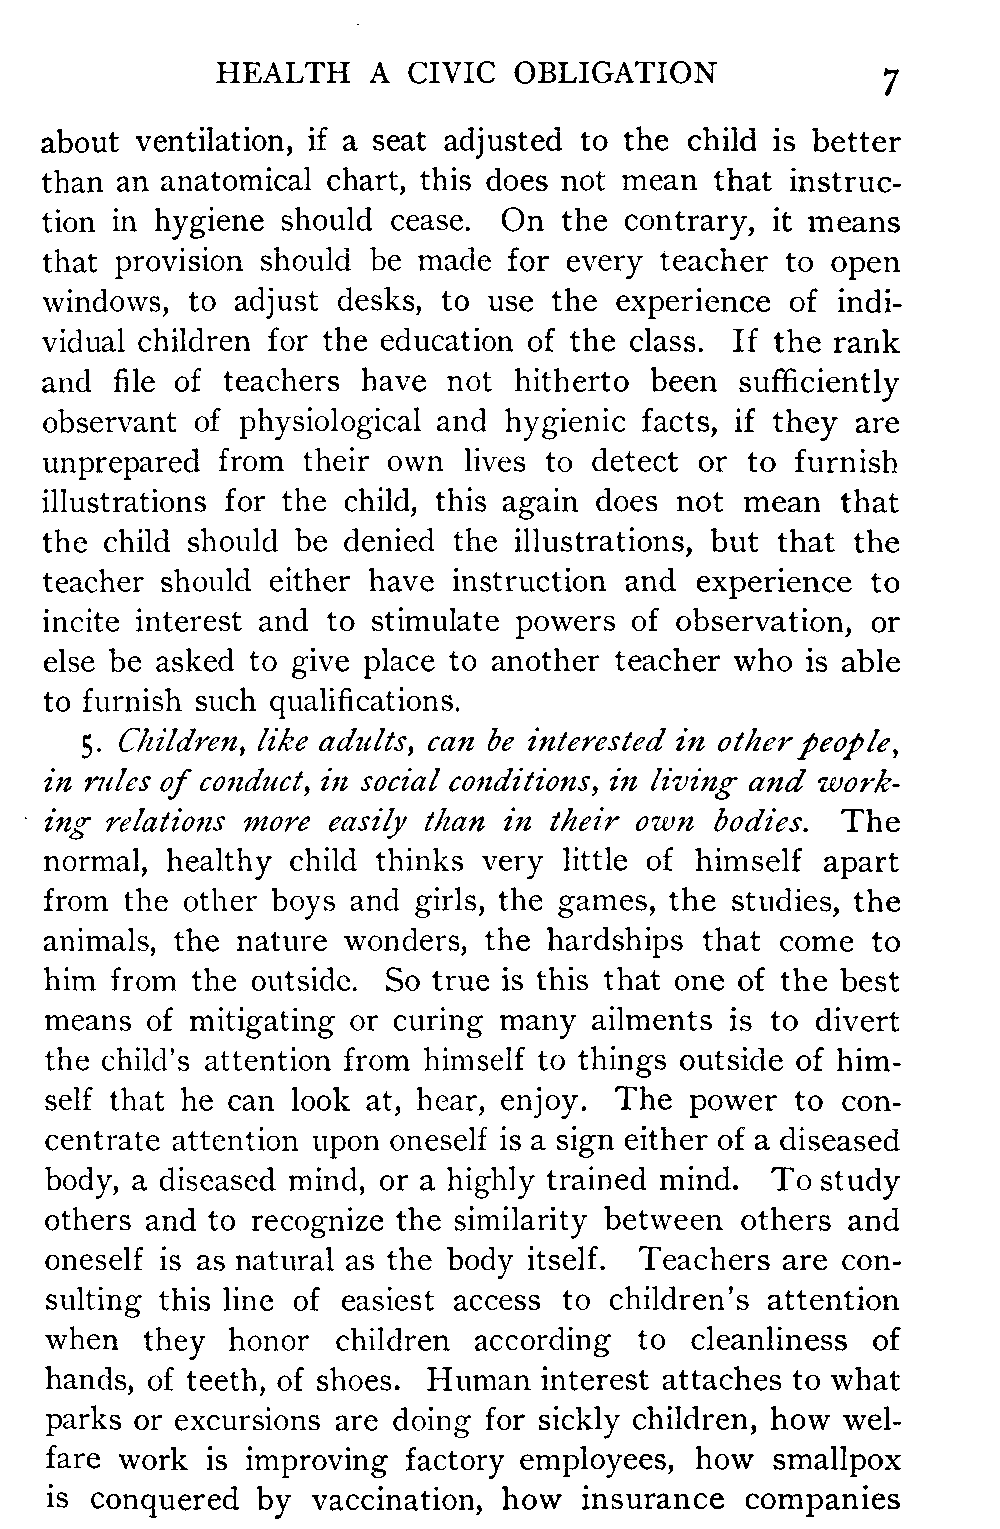 HEALTH A CIVIC OBLIGATION 7
about ventilation, if a seat adjusted to the child is better
than an anatomical chart, this does not mean that instruc-
tion in hygiene should cease. On the contrary, it means
that provision should be made for every teacher to open
windows, to adjust desks, to use the experience of indi-
vidual children for the education of the class. If the rank
and file of teachers have not hitherto been sufficiently
observant of physiological and hygienic facts, if they are
unprepared from their own lives to detect or to furnish
illustrations for the child, this again does not mean that
the child should be denied the illustrations, but that the
teacher should either have instruction and experience to
incite interest and to stimulate powers of observation, or
else be asked to give place to another teacher who is able
to furnish such qualifications.
5. Children, like adults, can be interested in other people,
in rules of conduct, in social conditions, in living and work-
ing relations more easily than in their own bodies. The
normal, healthy child thinks very little of himself apart
from the other boys and girls, the games, the studies, the
animals, the nature wonders, the hardships that come to
him from the outside. So true is this that one of the best
means of mitigating or curing many ailments is to divert
the child's attention from himself to things outside of him-
self that he can look at, hear, enjoy. The power to con-
centrate attention upon oneself is a sign either of a diseased
body, a diseased mind, or a highly trained mind. To study
others and to recognize the similarity between others and
oneself is as natural as the body itself. Teachers are con-
sulting this line of easiest access to children's attention
when they honor children according to cleanliness of
hands, of teeth, of shoes. Human interest attaches to what
parks or excursions are doing for sickly children, how wel-
fare work is improving factory employees, how smallpox
is conquered by vaccination, how insurance companies